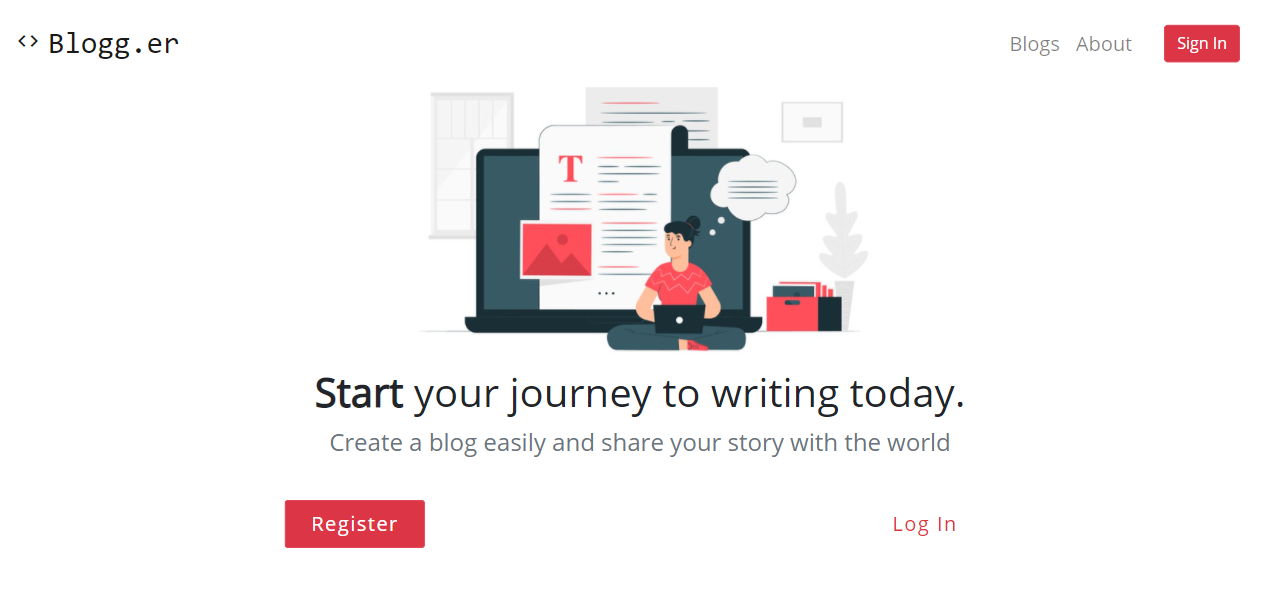 <> Blogg.er
Blogs About Sign In
T
Start your journey to writing today.
Create a blog easily and share your story with the world
Register Log In